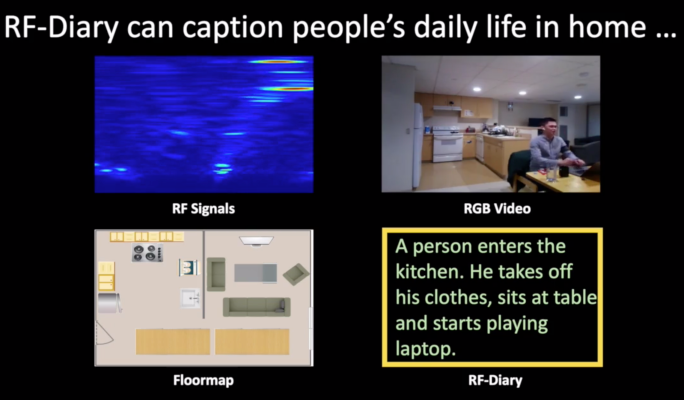 RF-Diary can caption people's daily life in home ...
RF Signals
RGB Video
A person enters the
kitchen. He takes off
his clothes, sits at table
and starts playing
laptop.
Floormap
RF-Diary